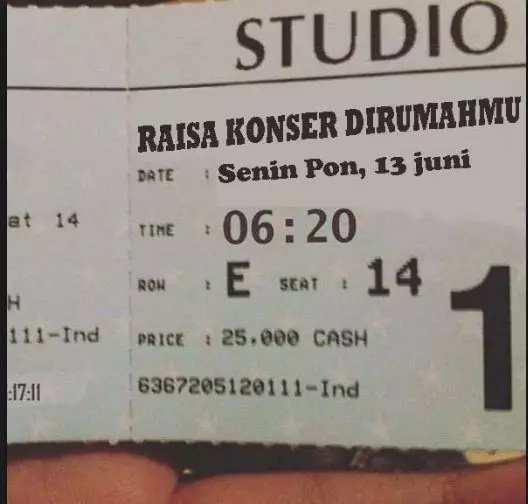 STUDIO
RAISA KONSER DIRUMAHMU
DATE : Senin Pon, 13 juni
at 14
TIME : 06:20
ROW : E SEAT : 14
1
H
111-Ind
PRICE : 25.000 CASH
:17:11
6367205120111-Ind